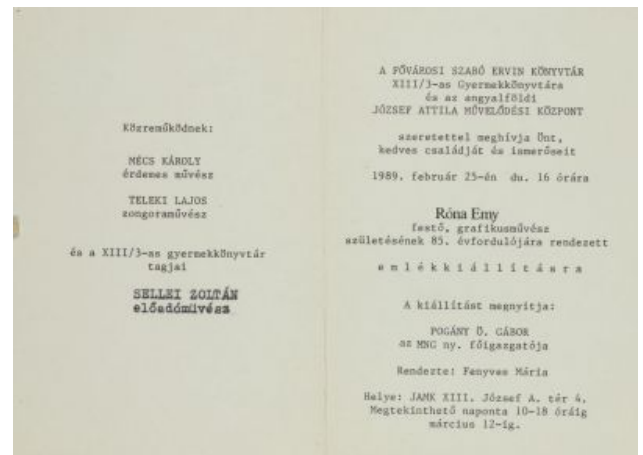 Közreműködnek:
MÉCS KÁROLY
érdemes művész
TELEKI LAJOS
zongoraművész
és a XIII/3-as gyermekkönyvtár
tagjai
SELLEI ZOLTÁN
előadóművész
A FŐVÁROSI SZABÓ ERVIN KÖNYVTÁR
XIII/3-as Gyermekkönyvtára
és az angyalföldi
JÓZSEF ATTILA MŰVELŐDÉSI KÖZPONT
szeretettel meghívja Önt,
kedves családját és ismerőseit
1989. február 25-én du. 16 órára
Róna Emy
festő, grafikusművész
születésének 85. évfordulójára rendezett
emlékkiállításra
A kiállítást megnyitja:
POGÁNY Ö. GÁBOR
az MNG ny. főigazgatója
Rendezte: Fenyves Mária
Helye: JAMK XIII. József A. tér 4.
Megtekinthető naponta 10-18 óráig
március 12-ig.